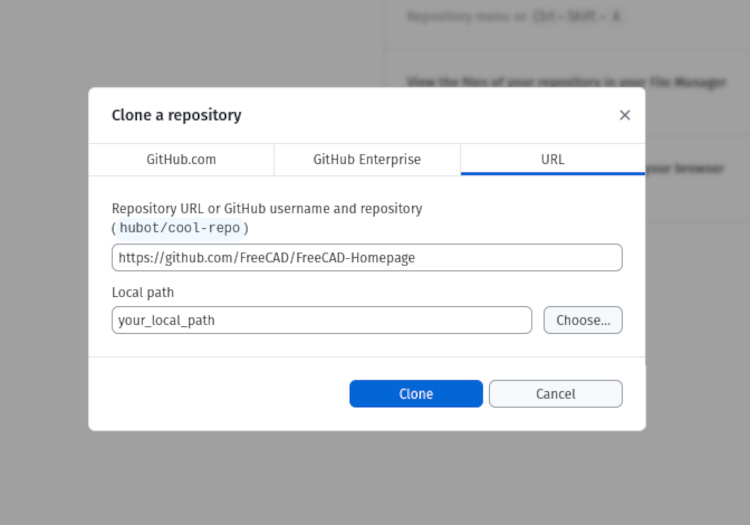 Repository menu or Ctrl - Shift - A
View the files of your repository in your File Manager
Clone a repository
×
GitHub.com
GitHub Enterprise
URL
your browser
Repository URL or GitHub username and repository
(hubot/cool-repo)
https://github.com/FreeCAD/FreeCAD-Homepage
Local path
your_local_path
Choose...
Clone
Cancel